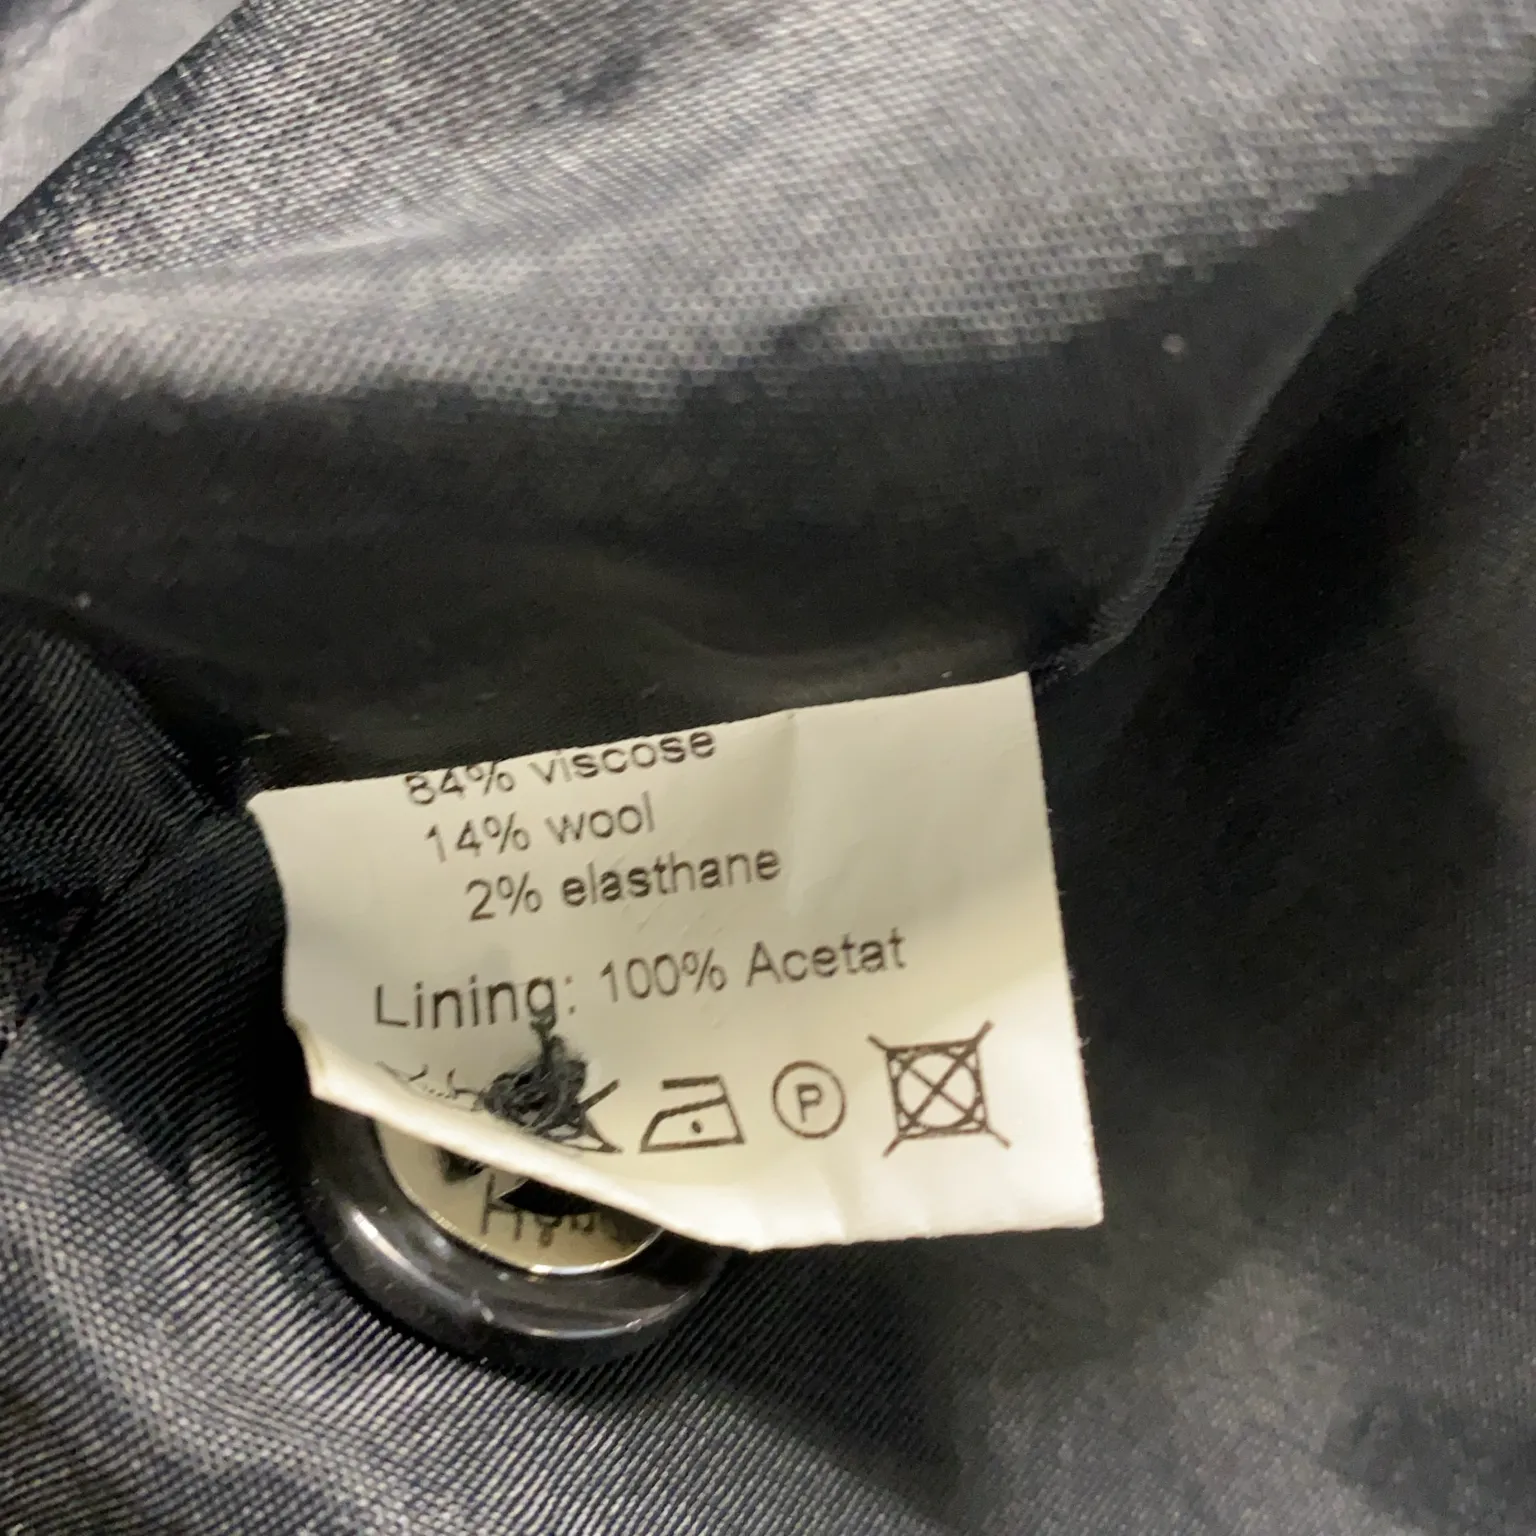 84% viscose
14% wool
2% elasthane
Lining: 100% Acetat
P